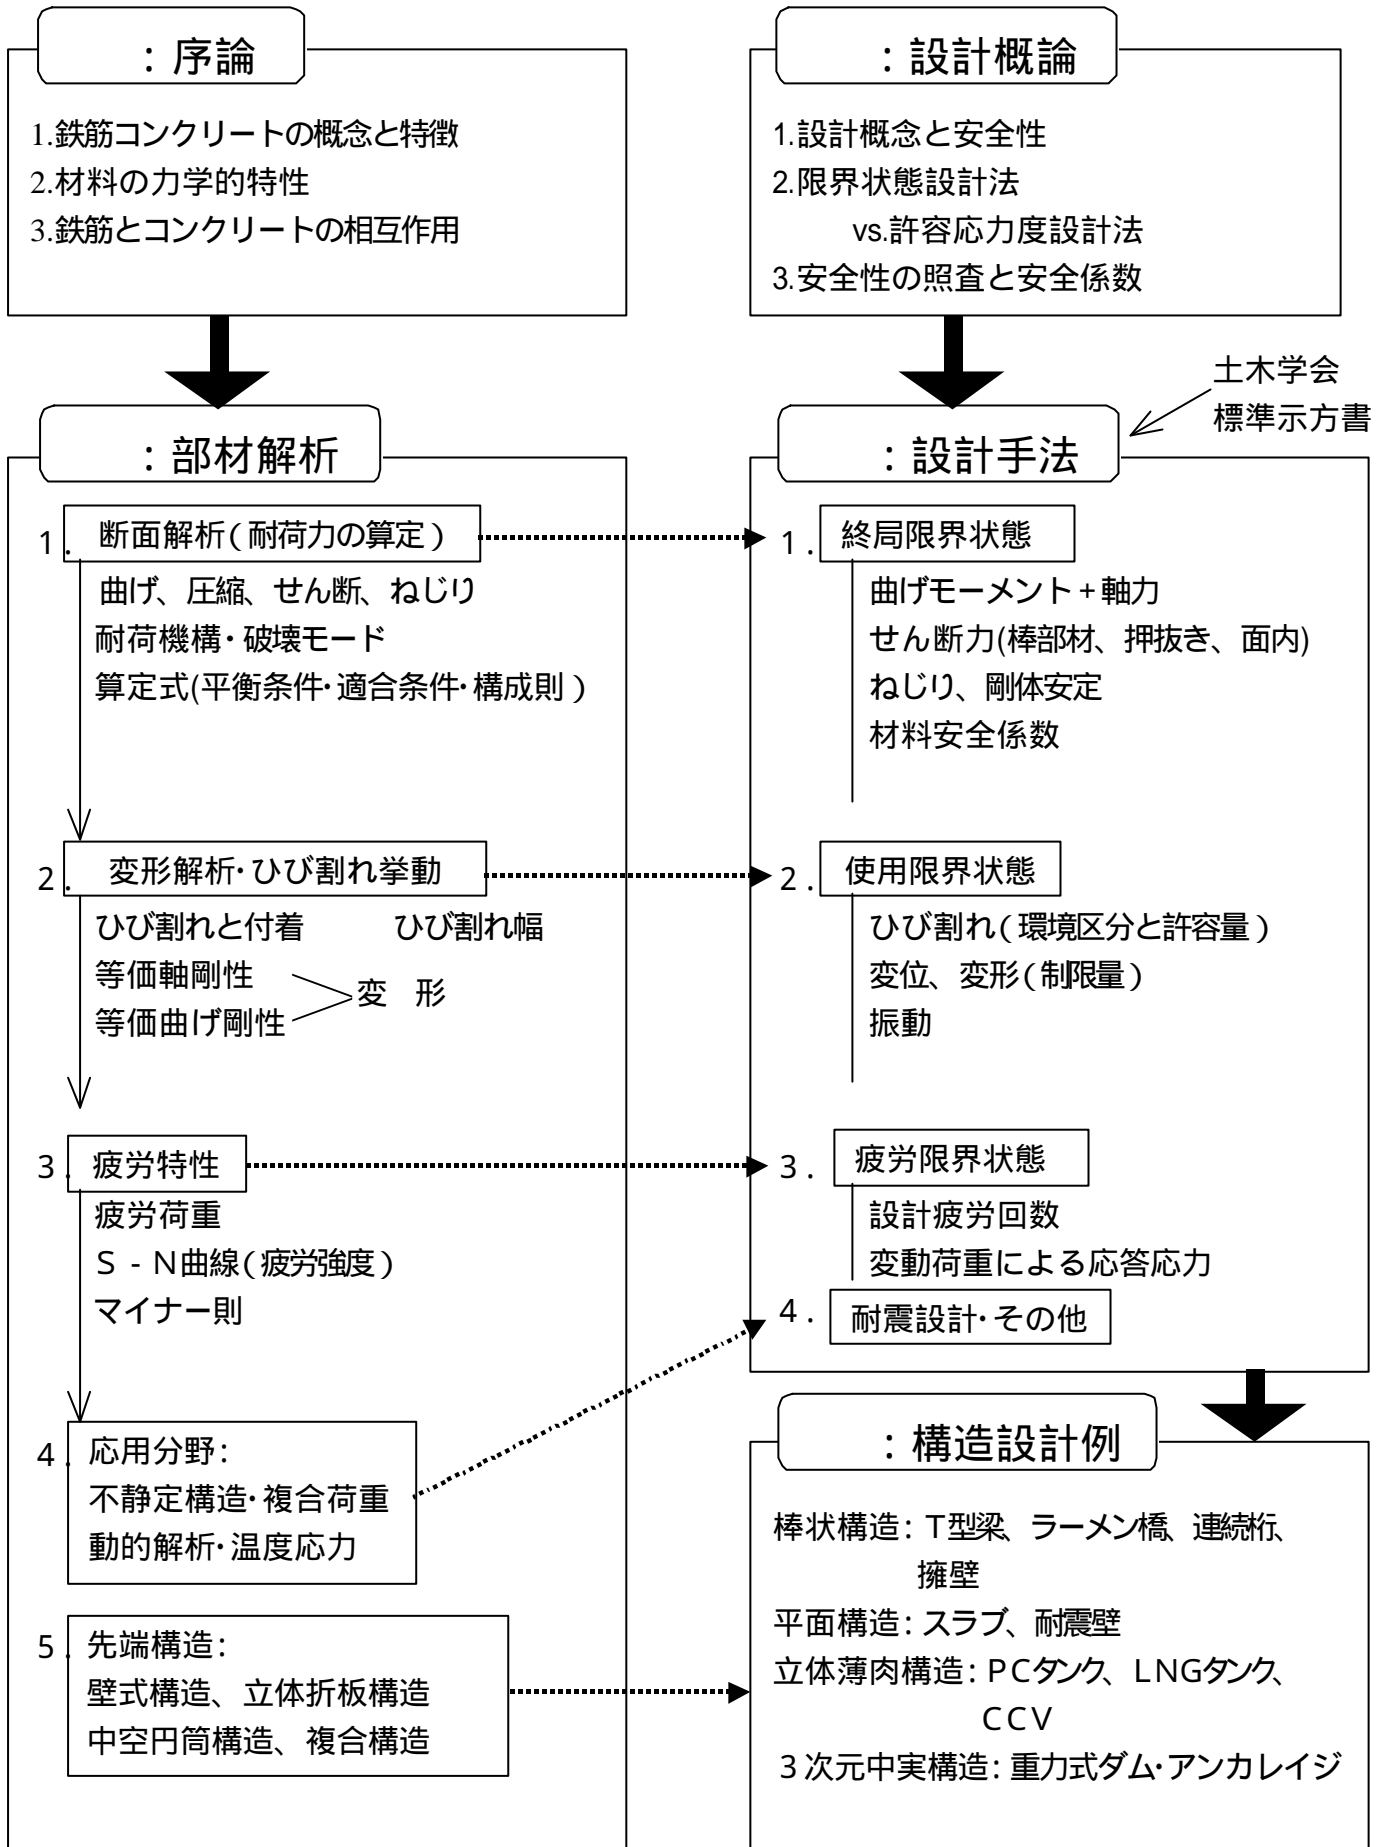 ：序論
1.鉄筋コンクリートの概念と特徴
2.材料の力学的特性
3.鉄筋とコンクリートの相互作用
：部材解析
1. 断面解析（耐荷力の算定）
曲げ、圧縮、せん断、ねじり
耐荷機構・破壊モード
算定式(平衡条件・適合条件・構成則）
2. 変形解析・ひび割れ挙動
ひび割れと付着　ひび割れ幅
等価軸剛性
等価曲げ剛性
変　形
3. 疲労特性
疲労荷重
Ｓ-Ｎ曲線（疲労強度）
マイナー則
4. 応用分野：
不静定構造・複合荷重
動的解析・温度応力
5. 先端構造：
壁式構造、立体折板構造
中空円筒構造、複合構造
：設計概論
1.設計概念と安全性
2.限界状態設計法
vs.許容応力度設計法
3.安全性の照査と安全係数
土木学会
標準示方書
：設計手法
1. 終局限界状態
曲げモーメント＋軸力
せん断力(棒部材、押抜き、面内)
ねじり、剛体安定
材料安全係数
2. 使用限界状態
ひび割れ（環境区分と許容量）
変位、変形（制限量）
振動
3. 疲労限界状態
設計疲労回数
変動荷重による応答応力
4. 耐震設計・その他
：構造設計例
棒状構造：Ｔ型梁、ラーメン橋、連続桁、
擁壁
平面構造：スラブ、耐震壁
立体薄肉構造：ＰＣタンク、ＬＮＧタンク、
ＣＣＶ
３次元中実構造：重力式ダム・アンカレイジ